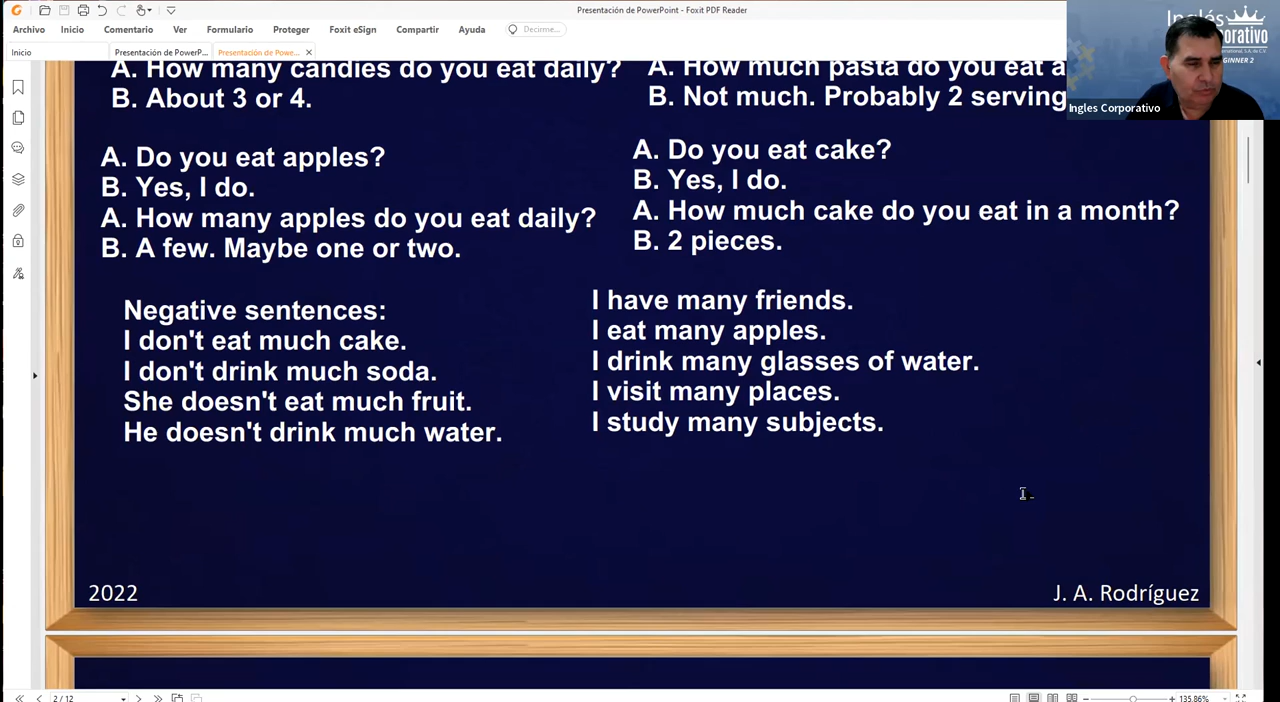 Presentación de PowerPoint - Foxit PDF Reader
Archivo Inicio Comentario Ver Formulario Proteger Foxit eSign Compartir Ayuda Decirme...
Inicio Presentación de PowerP... Presentación de Powe...
Inglés
orativo
GINNER 2
Ingles Corporativo
A. How many candies do you eat daily?
B. About 3 or 4.
A. How much pasta do you eat a
B. Not much. Probably 2 serving
A. Do you eat apples?
B. Yes, I do.
A. How many apples do you eat daily?
B. A few. Maybe one or two.
A. Do you eat cake?
B. Yes, I do.
A. How much cake do you eat in a month?
B. 2 pieces.
Negative sentences:
I don't eat much cake.
I don't drink much soda.
She doesn't eat much fruit.
He doesn't drink much water.
I have many friends.
I eat many apples.
I drink many glasses of water.
I visit many places.
I study many subjects.
2022
J. A. Rodríguez
2 / 12
135.86%